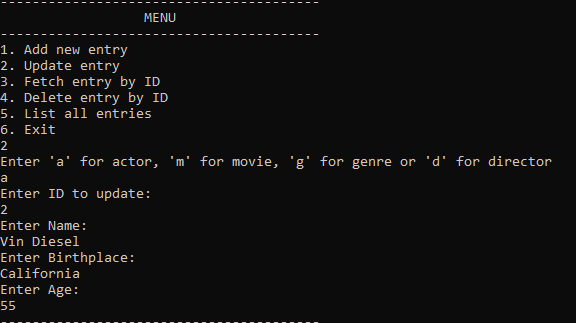 ----------------------------------------
MENU
----------------------------------------
1. Add new entry
2. Update entry
3. Fetch entry by ID
4. Delete entry by ID
5. List all entries
6. Exit
2
Enter 'a' for actor, 'm' for movie, 'g' for genre or 'd' for director
a
Enter ID to update:
2
Enter Name:
Vin Diesel
Enter Birthplace:
California
Enter Age:
55
----------------------------------------